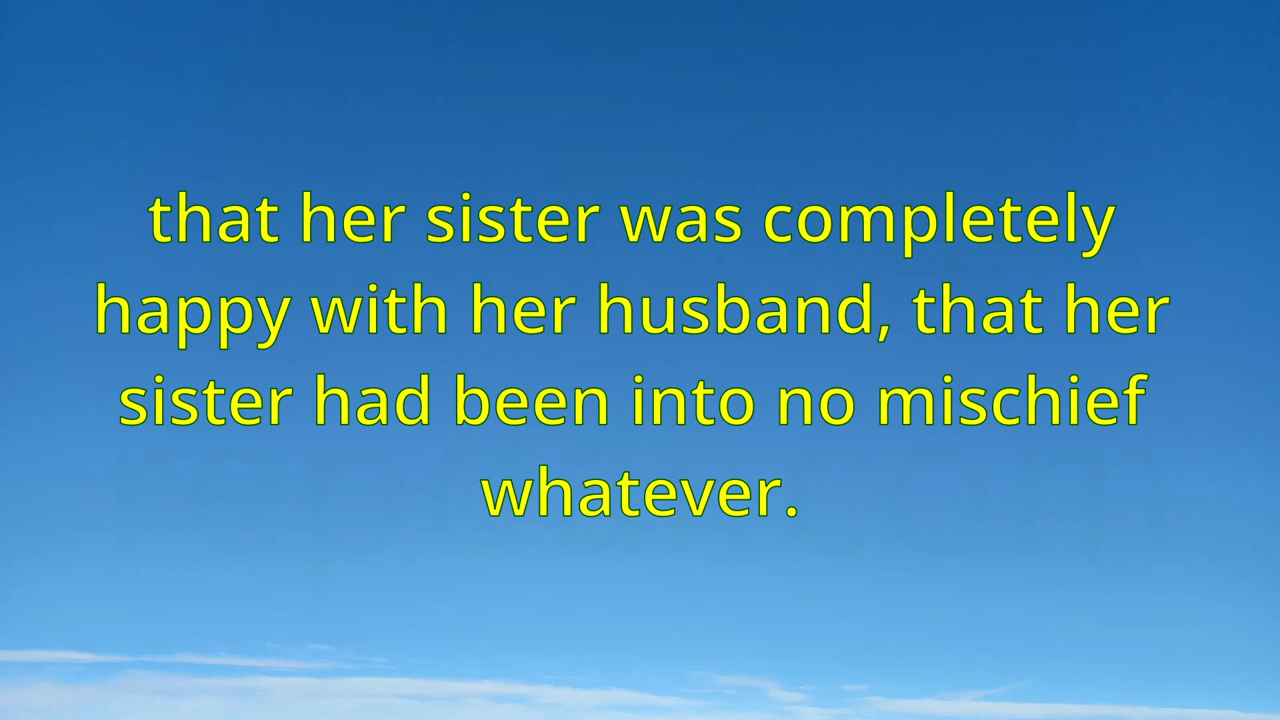 that her sister was completely
happy with her husband, that her
sister had been into no mischief
whatever.